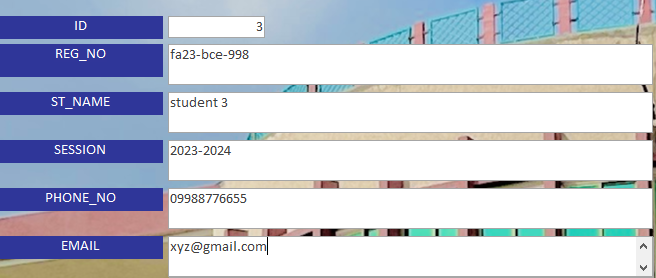 ID 3
REG_NO fa23-bce-998
ST_NAME student 3
SESSION 2023-2024
PHONE_NO 09988776655
EMAIL xyz@gmail.com